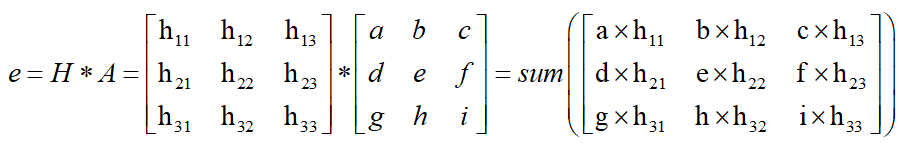 e = H * A = [ h₁₁ h₁₂ h₁₃ ; h₂₁ h₂₂ h₂₃ ; h₃₁ h₃₂ h₃₃ ] * [ a b c ; d e f ; g h i ] = sum ( [ a×h₁₁ b×h₁₂ c×h₁₃ ; d×h₂₁ e×h₂₂ f×h₂₃ ; g×h₃₁ h×h₃₂ i×h₃₃ ] )